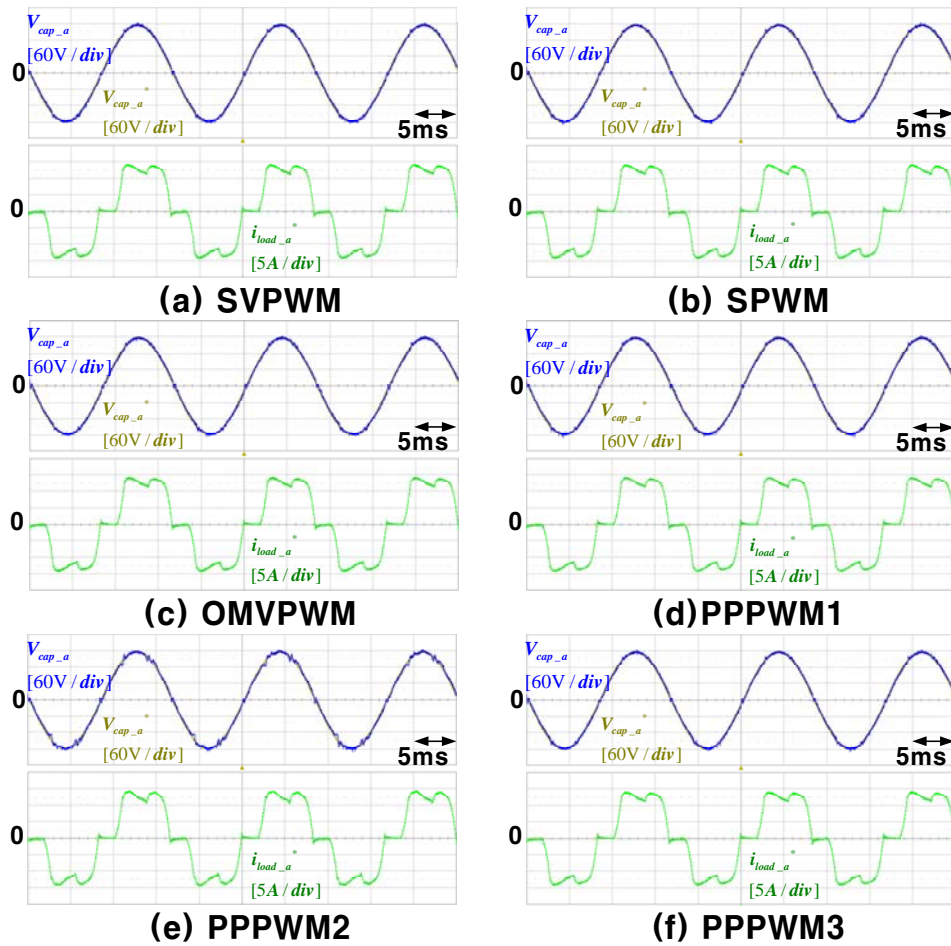 V_cap_a
[60V/div]
0
V_cap_a*
[60V/div]
5ms
0
i_load_a*
[5A/div]
(a) SVPWM
V_cap_a
[60V/div]
0
V_cap_a*
[60V/div]
5ms
0
i_load_a*
[5A/div]
(b) SPWM
V_cap_a
[60V/div]
0
V_cap_a*
[60V/div]
5ms
0
i_load_a*
[5A/div]
(c) OMVPWM
V_cap_a
[60V/div]
0
V_cap_a*
[60V/div]
5ms
0
i_load_a*
[5A/div]
(d) PPPWM1
V_cap_a
[60V/div]
0
V_cap_a*
[60V/div]
5ms
0
i_load_a*
[5A/div]
(e) PPPWM2
V_cap_a
[60V/div]
0
V_cap_a*
[60V/div]
5ms
0
i_load_a*
[5A/div]
(f) PPPWM3